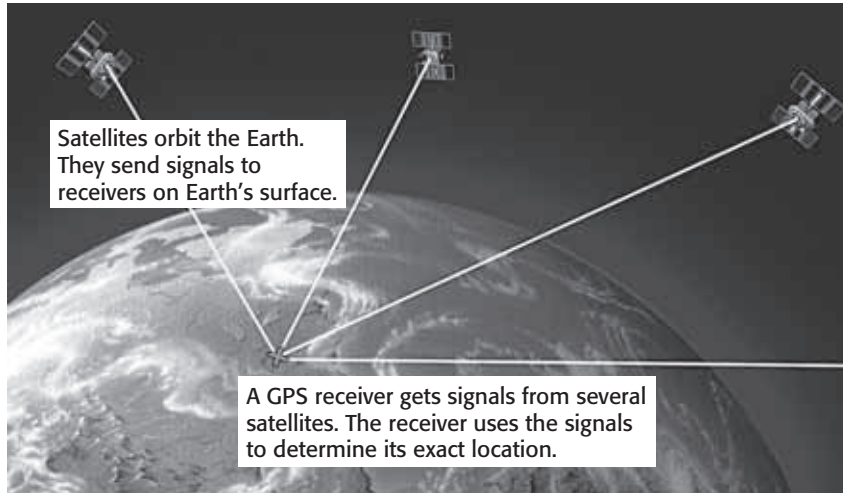 Satellites orbit the Earth.
They send signals to
receivers on Earth’s surface.
A GPS receiver gets signals from several
satellites. The receiver uses the signals
to determine its exact location.